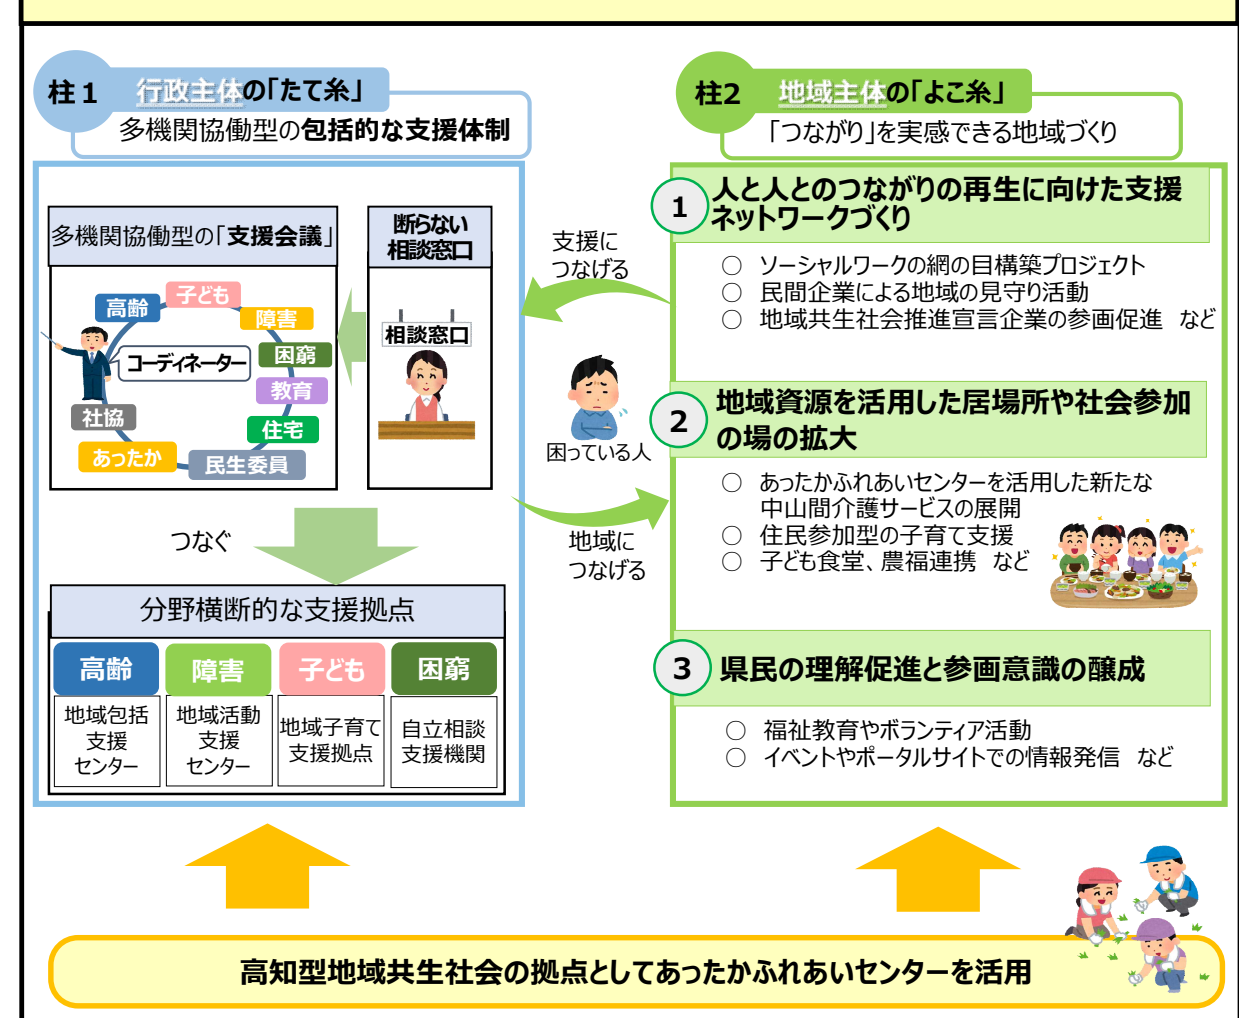 柱１
行政主体の「たて糸」
多機関協働型の包括的な支援体制
多機関協働型の「支援会議」
高齢
子ども
障害
困窮
教育
住宅
民生委員
あったか
社協
コーディネーター
断らない
相談窓口
相談窓口
つなぐ
分野横断的な支援拠点
高齢
障害
子ども
困窮
地域包括
支援
センター
地域活動
支援
センター
地域子育て
支援拠点
自立相談
支援機関
支援に
つなげる
困っている人
地域に
つなげる
柱2
地域主体の「よこ糸」
「つながり」を実感できる地域づくり
1
人と人とのつながりの再生に向けた支援
ネットワークづくり
○ ソーシャルワークの網の目構築プロジェクト
○ 民間企業による地域の見守り活動
○ 地域共生社会推進宣言企業の参画促進 など
2
地域資源を活用した居場所や社会参加
の場の拡大
○ あったかふれあいセンターを活用した新たな
中山間介護サービスの展開
○ 住民参加型の子育て支援
○ 子ども食堂、農福連携 など
3
県民の理解促進と参画意識の醸成
○ 福祉教育やボランティア活動
○ イベントやポータルサイトでの情報発信 など
高知型地域共生社会の拠点としてあったかふれあいセンターを活用